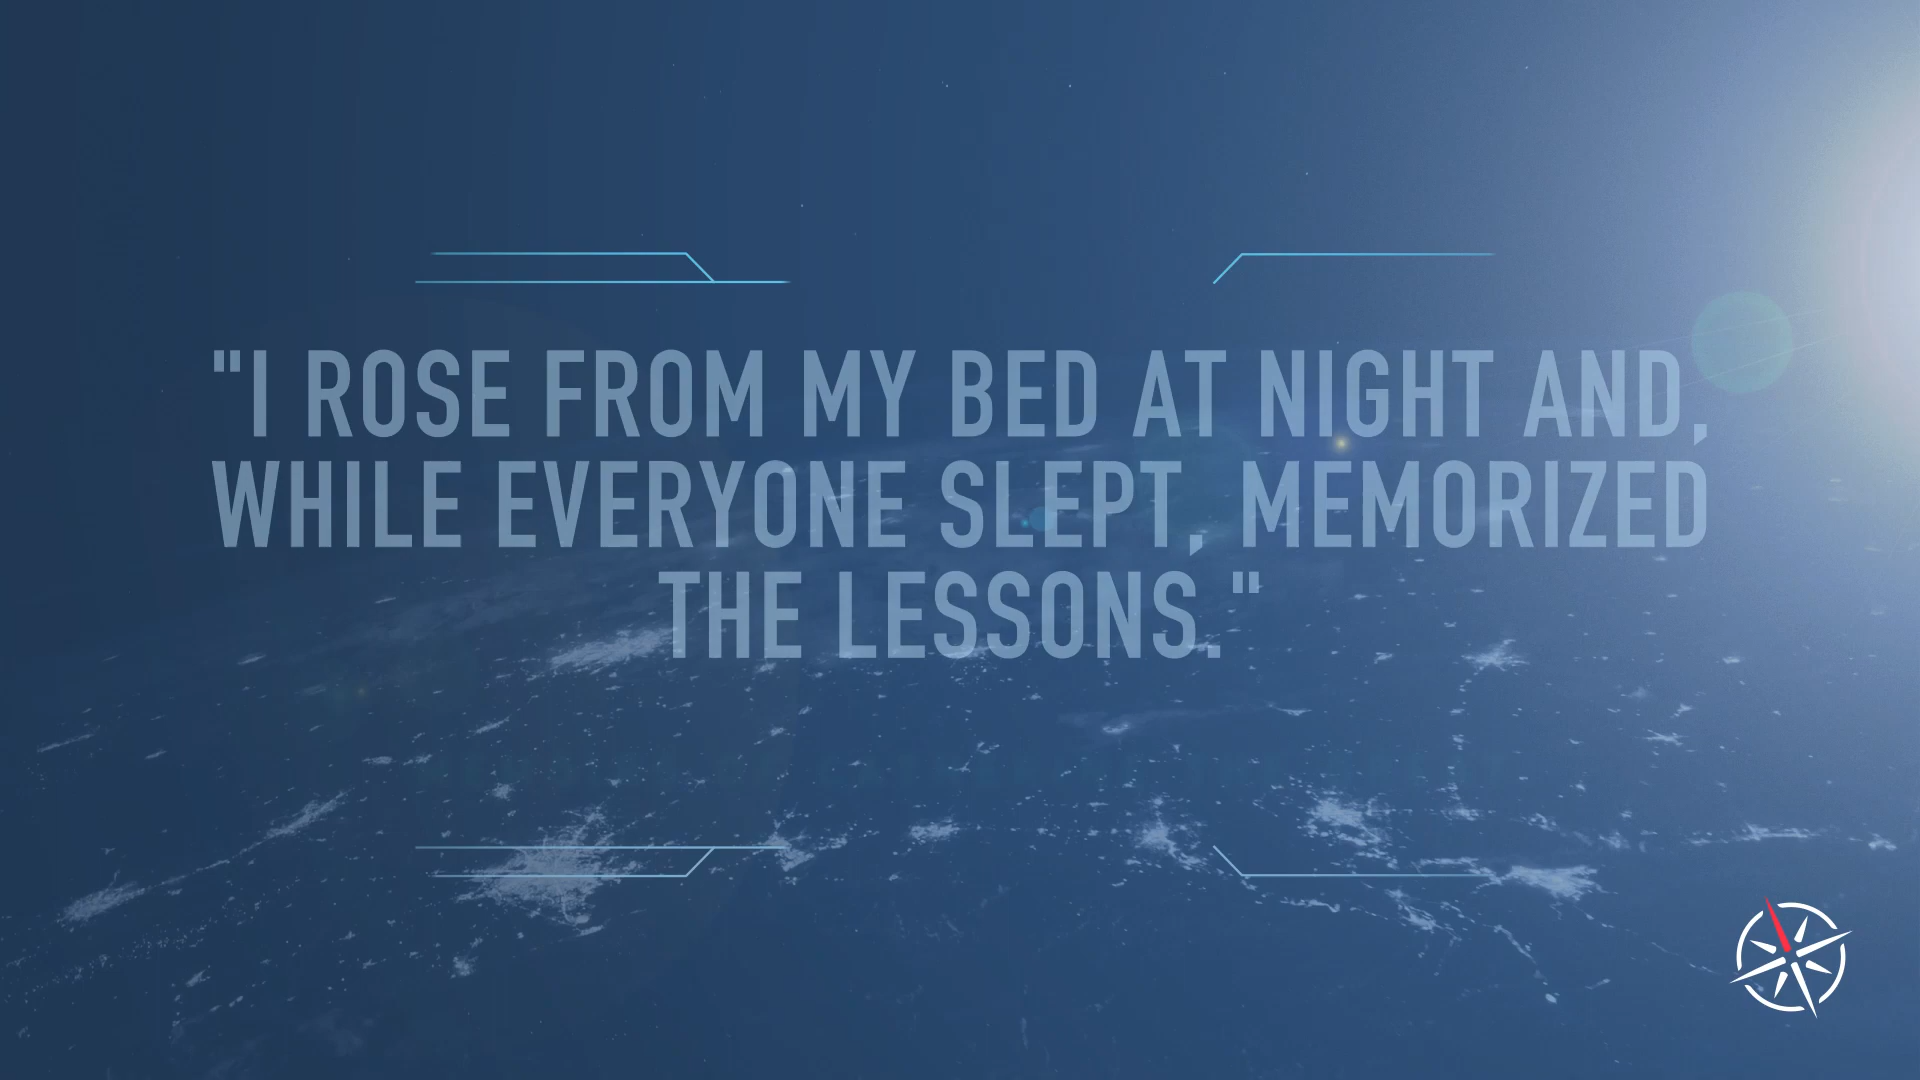 "I ROSE FROM MY BED AT NIGHT AND,
WHILE EVERYONE SLEPT, MEMORIZED
THE LESSONS."